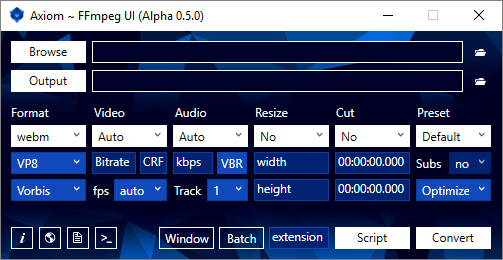 Axiom ~ FFmpeg UI (Alpha 0.5.0)
Browse
Output
Format Video Audio Resize Cut Preset
webm Auto Auto No No Default
VP8 Bitrate CRF kbps VBR width 00:00:00.000 Subs no
Vorbis fps auto Track 1 height 00:00:00.000 Optimize
i >_ Window Batch extension Script Convert